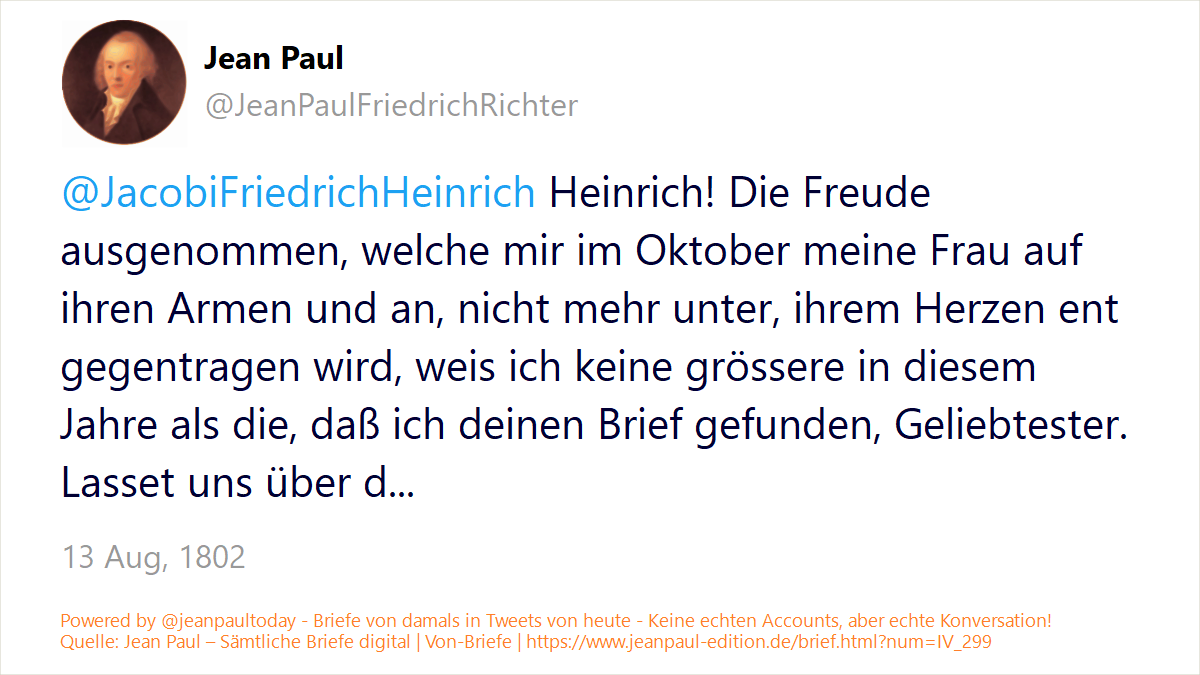 Jean Paul
@JeanPaulFriedrichRichter
@JacobiFriedrichHeinrich Heinrich! Die Freude
ausgenommen, welche mir im Oktober meine Frau auf
ihren Armen und an, nicht mehr unter, ihrem Herzen ent
gegentragen wird, weis ich keine grössere in diesem
Jahre als die, daß ich deinen Brief gefunden, Geliebtester.
Lasset uns über d...
13 Aug, 1802
Powered by @jeanpaultoday - Briefe von damals in Tweets von heute - Keine echten Accounts, aber echte Konversation!
Quelle: Jean Paul – Sämtliche Briefe digital | Von-Briefe | https://www.jeanpaul-edition.de/brief.html?num=IV_299